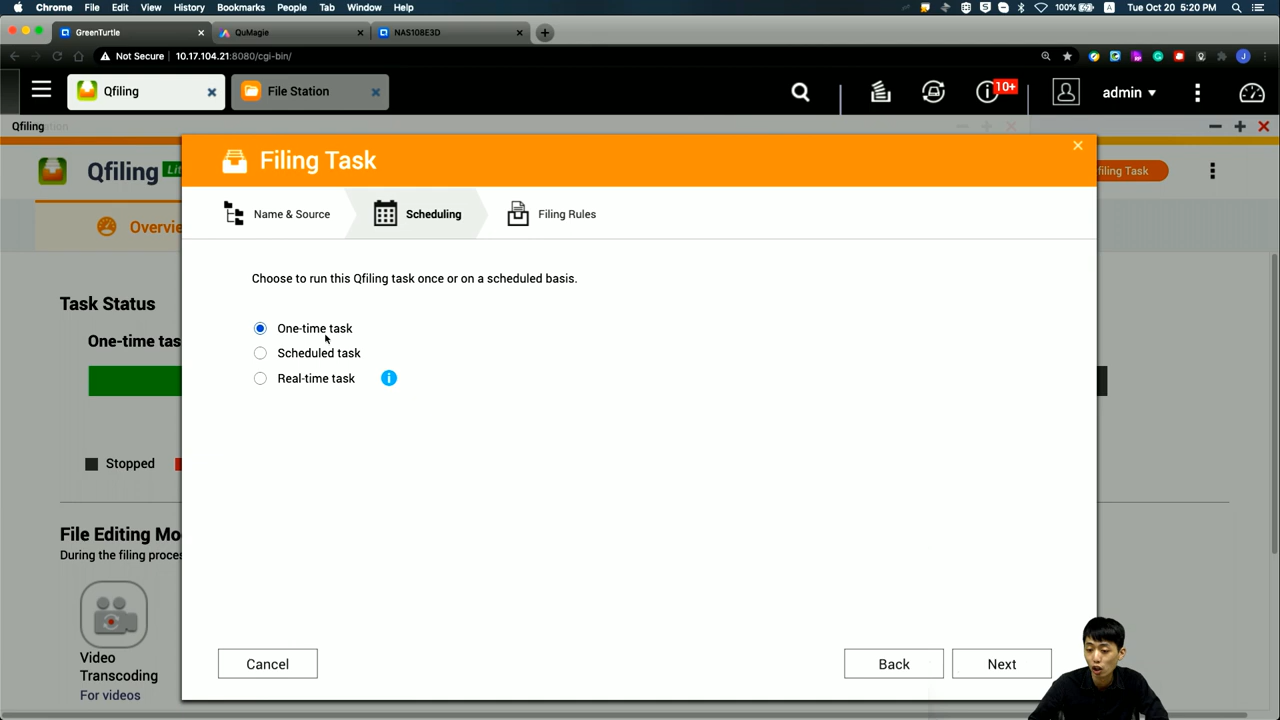 Chrome File Edit View History Bookmarks People Tab Window Help
100% Tue Oct 20 5:20 PM
GreenTurtle
QuMagie
NAS108E3D
Not Secure 10.17.104.21:8080/cgi-bin/
Qfiling
File Station
10+
admin
Qfiling
Filing Task
Qfiling
filing Task
Name & Source
Scheduling
Filing Rules
Overvie
Choose to run this Qfiling task once or on a scheduled basis.
Task Status
One-time tas
One-time task
Scheduled task
Real-time task
Stopped
File Editing Mo
During the filing proce
Video
Transcoding
For videos
Cancel
Back
Next